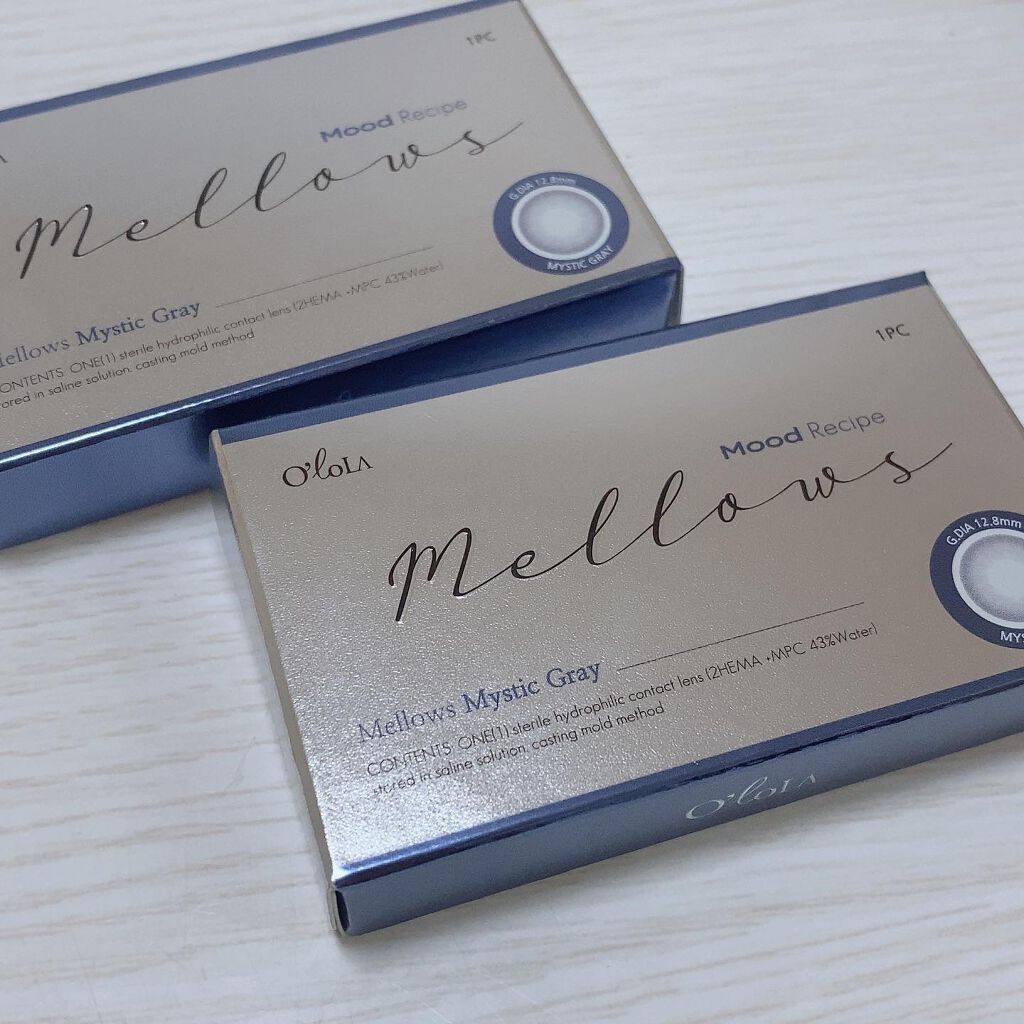 1PC
Mood Recipe
Mellows
G.DIA 12.8mm
MYSTIC GRAY
Mellows Mystic Gray
CONTENTS: ONE(1) sterile hydrophilic contact lens (2HEMA •MPC 43%Water)
stored in saline solution. casting mold method
1PC
O'loLA
Mood Recipe
Mellows
G.DIA 12.8mm
MYS
Mellows Mystic Gray
CONTENTS: ONE(1) sterile hydrophilic contact lens (2HEMA •MPC 43%Water)
stored in saline solution. casting mold method
O'loLA